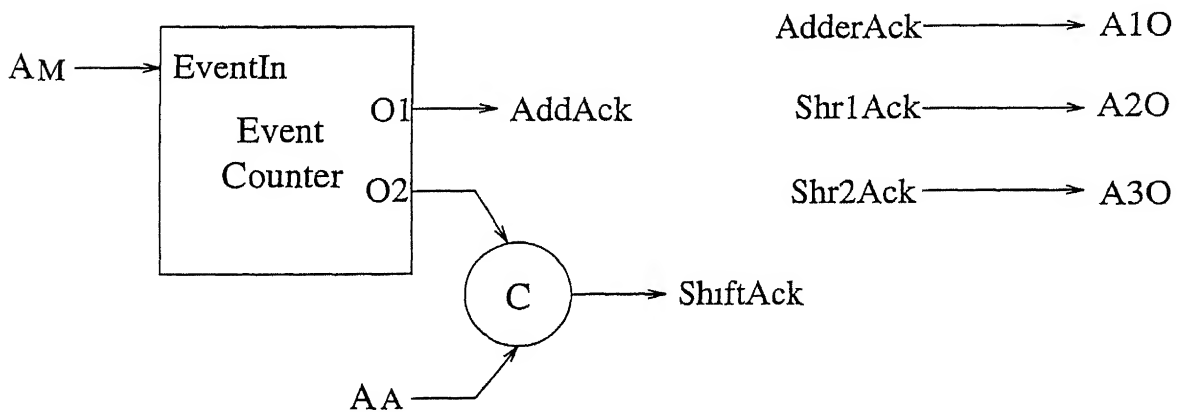 AM
EventIn
O1
AddAck
Event
Counter
O2
C
ShiftAck
AA
AdderAck
A1O
Shr1Ack
A2O
Shr2Ack
A3O